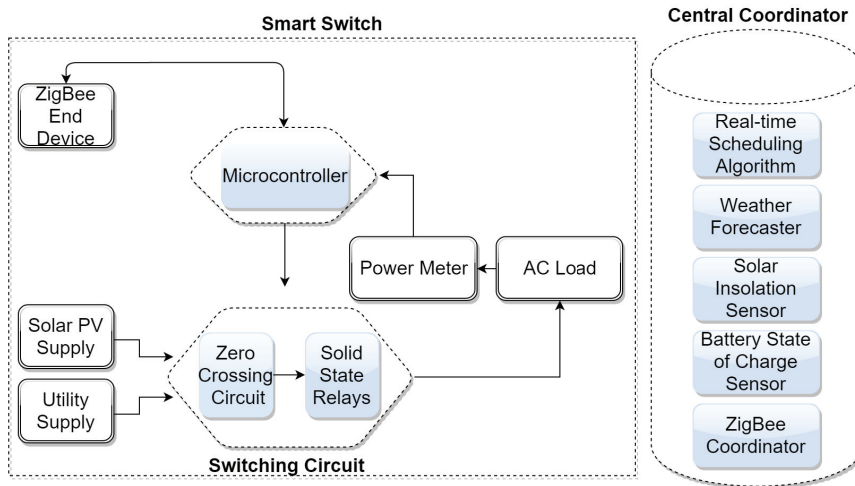 Smart Switch
Central Coordinator
ZigBee
End
Device
Microcontroller
Power Meter
AC Load
Solar PV
Supply
Utility
Supply
Zero
Crossing
Circuit
Solid
State
Relays
Switching Circuit
Real-time
Scheduling
Algorithm
Weather
Forecaster
Solar
Insolation
Sensor
Battery State
of Charge
Sensor
ZigBee
Coordinator